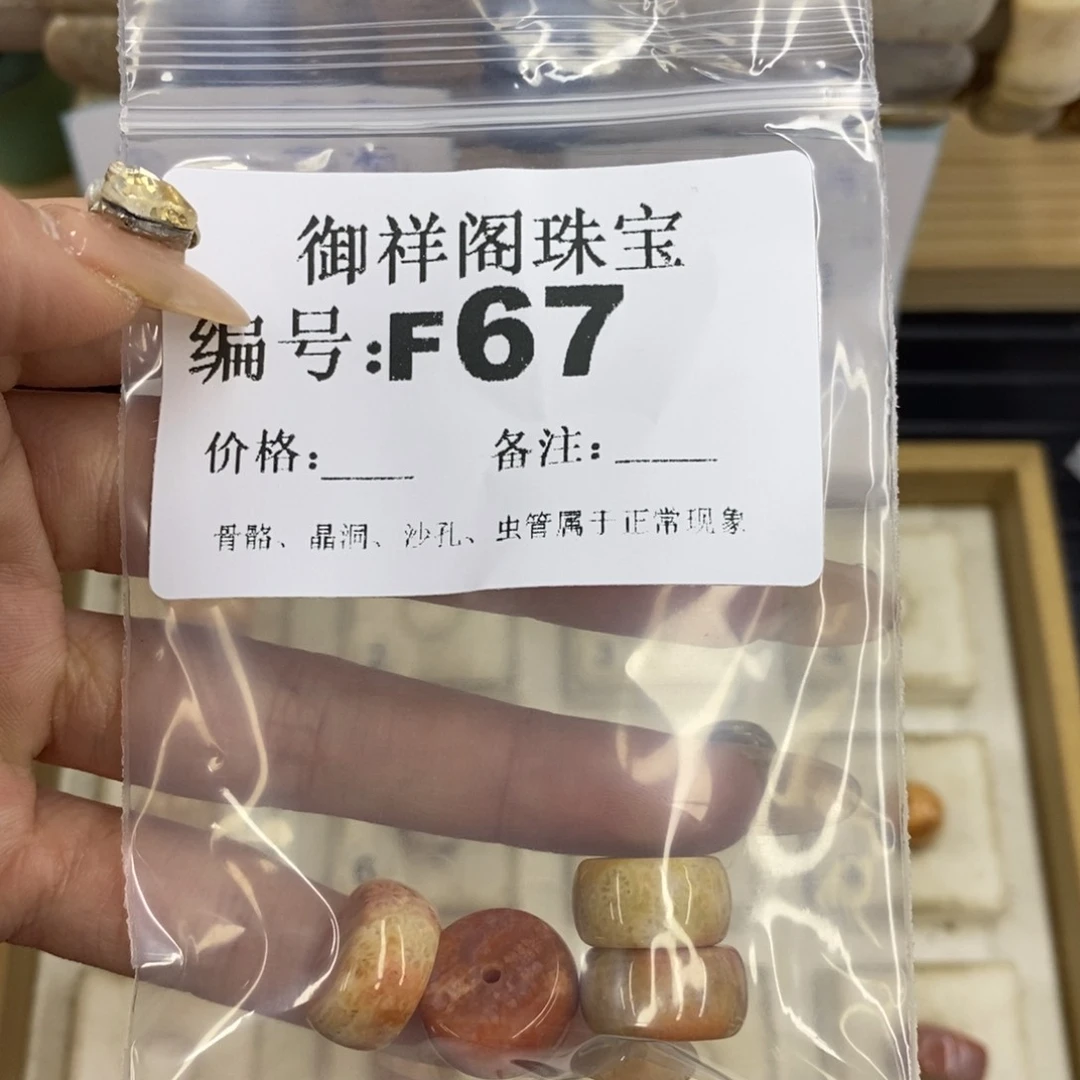 御祥阁珠宝
编号:F67
价格:___ 备注:____
骨骼、晶洞、沙孔、虫管属于正常现象